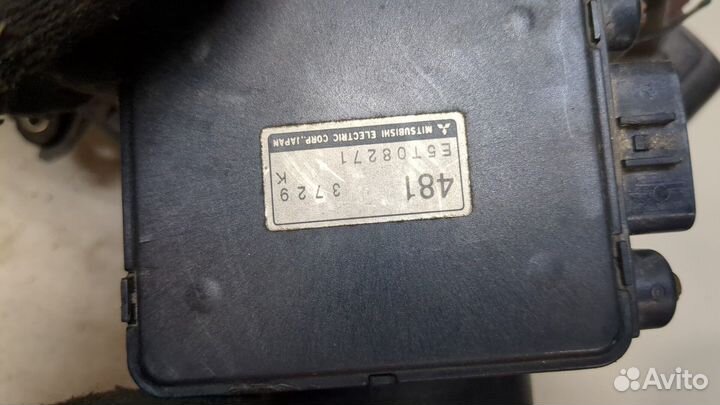 MITSUBISHI ELECTRIC CORP.,JAPAN
E5T08271
481
3729
K
Avito